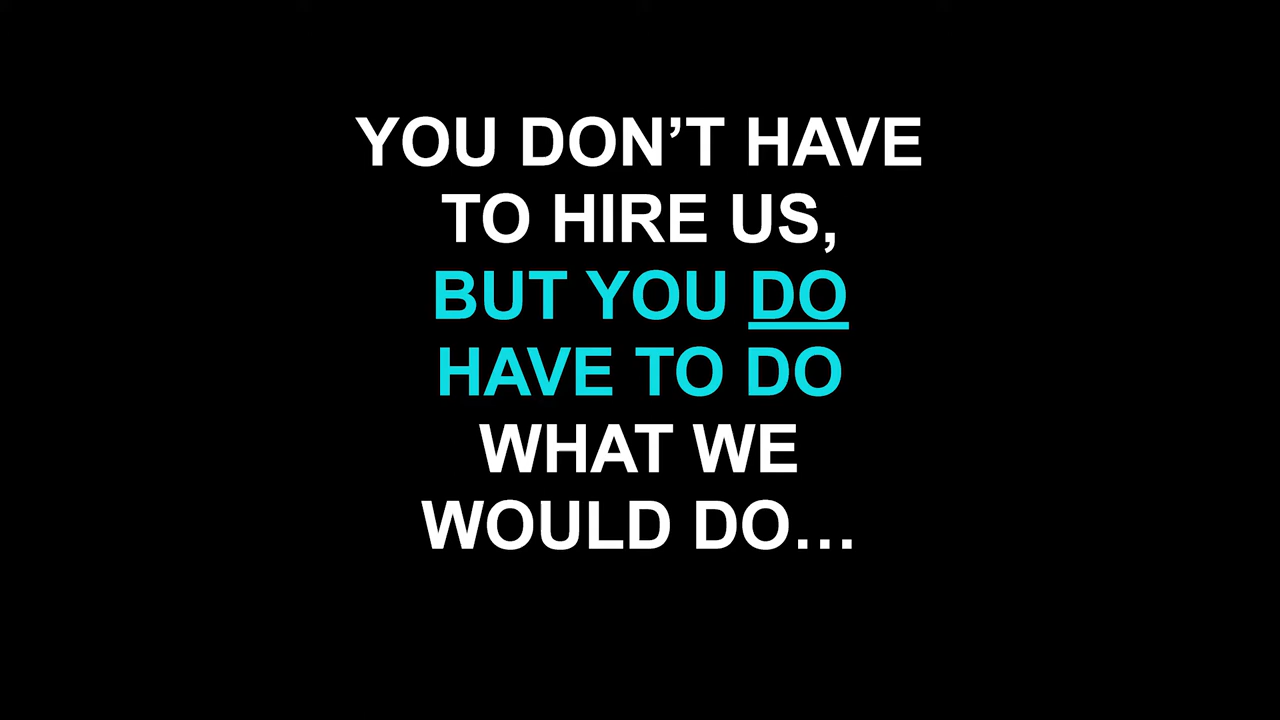 YOU DON’T HAVE
TO HIRE US,
BUT YOU DO
HAVE TO DO
WHAT WE
WOULD DO…